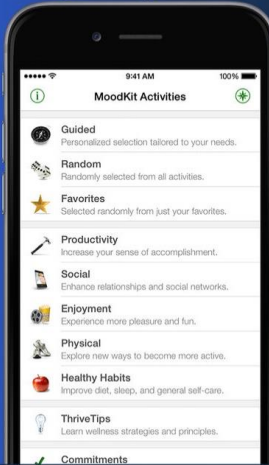 9:41 AM
100%
MoodKit Activities
Guided
Personalized selection tailored to your needs.
Random
Randomly selected from all activities.
Favorites
Selected randomly from just your favorites.
Productivity
Increase your sense of accomplishment.
Social
Enhance relationships and social networks.
Enjoyment
Experience more pleasure and fun.
Physical
Explore new ways to become more active.
Healthy Habits
Improve diet, sleep, and general self-care.
ThriveTips
Learn wellness strategies and principles.
Commitments